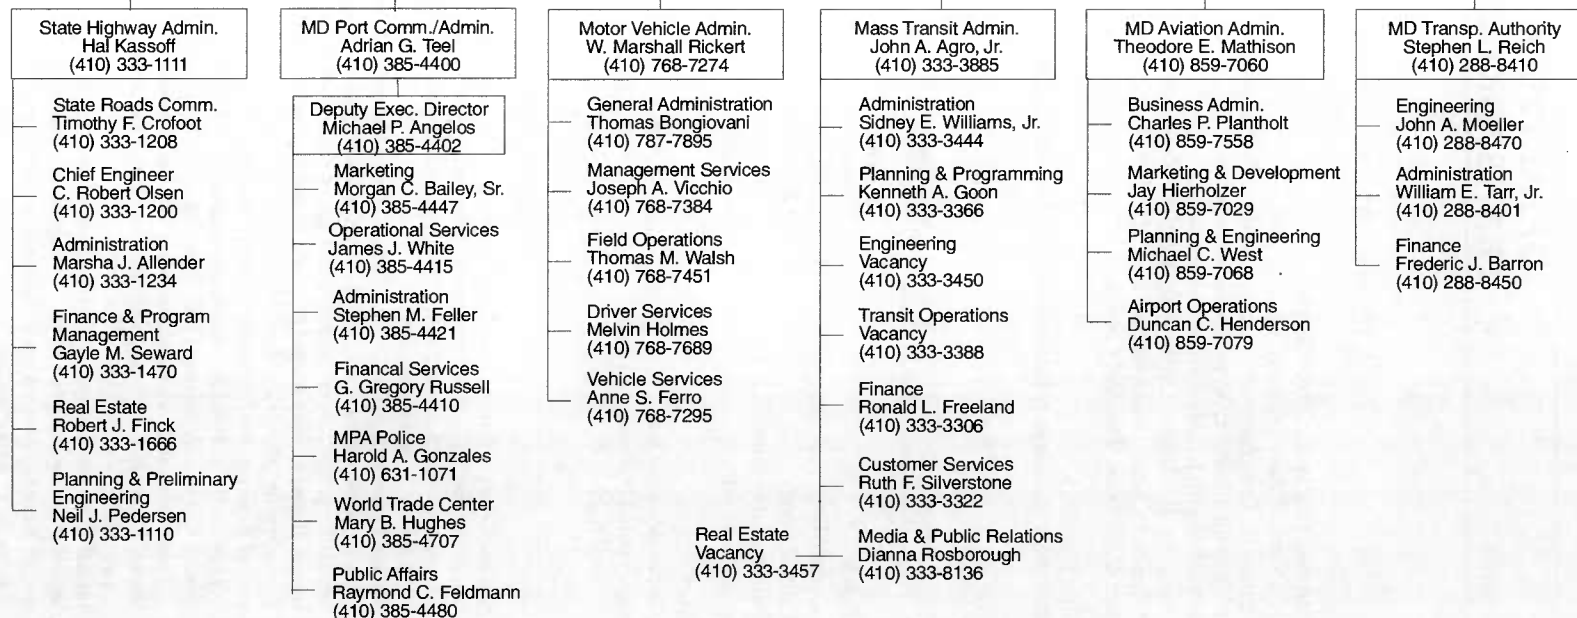 State Highway Admin.
Hal Kassoff
(410) 333-1111
State Roads Comm.
Timothy F. Crofoot
(410) 333-1208
Chief Engineer
C. Robert Olsen
(410) 333-1200
Administration
Marsha J. Allender
(410) 333-1234
Finance & Program
Management
Gayle M. Seward
(410) 333-1470
Real Estate
Robert J. Finck
(410) 333-1666
Planning & Preliminary
Engineering
Neil J. Pedersen
(410) 333-1110
MD Port Comm./Admin.
Adrian G. Teel
(410) 385-4400
Deputy Exec. Director
Michael P. Angelos
(410) 385-4402
Marketing
Morgan C. Bailey, Sr.
(410) 385-4447
Operational Services
James J. White
(410) 385-4415
Administration
Stephen M. Feller
(410) 385-4421
Financal Services
G. Gregory Russell
(410) 385-4410
MPA Police
Harold A. Gonzales
(410) 631-1071
World Trade Center
Mary B. Hughes
(410) 385-4707
Public Affairs
Raymond C. Feldmann
(410) 385-4480
Motor Vehicle Admin.
W. Marshall Rickert
(410) 768-7274
General Administration
Thomas Bongiovani
(410) 787-7895
Management Services
Joseph A. Vicchio
(410) 768-7384
Field Operations
Thomas M. Walsh
(410) 768-7451
Driver Services
Melvin Holmes
(410) 768-7689
Vehicle Services
Anne S. Ferro
(410) 768-7295
Mass Transit Admin.
John A. Agro, Jr.
(410) 333-3885
Administration
Sidney E. Williams, Jr.
(410) 333-3444
Planning & Programming
Kenneth A. Goon
(410) 333-3366
Engineering
Vacancy
(410) 333-3450
Transit Operations
Vacancy
(410) 333-3388
Finance
Ronald L. Freeland
(410) 333-3306
Customer Services
Ruth F. Silverstone
(410) 333-3322
Real Estate
Vacancy
(410) 333-3457
Media & Public Relations
Dianna Rosborough
(410) 333-8136
MD Aviation Admin.
Theodore E. Mathison
(410) 859-7060
Business Admin.
Charles P. Plantholt
(410) 859-7558
Marketing & Development
Jay Hierholzer
(410) 859-7029
Planning & Engineering
Michael C. West
(410) 859-7068
Airport Operations
Duncan C. Henderson
(410) 859-7079
MD Transp. Authority
Stephen L. Reich
(410) 288-8410
Engineering
John A. Moeller
(410) 288-8470
Administration
William E. Tarr, Jr.
(410) 288-8401
Finance
Frederic J. Barron
(410) 288-8450